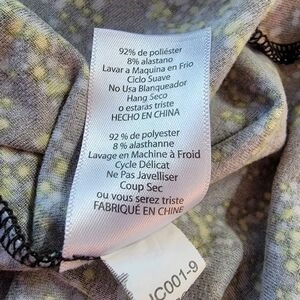 92% de poliéster
8% alastano
Lavar a Maquina en Frio
Ciclo Suave
No Usa Blanqueador
Hang Seco
o estaras triste
HECHO EN CHINA
92 % de polyester
8 % alasthanne
Lavage en Machine à Froid
Cycle Délicat
Ne Pas Javelliser
Coup Sec
ou vous serez triste
FABRIQUÉ EN CHINE
JC001-9